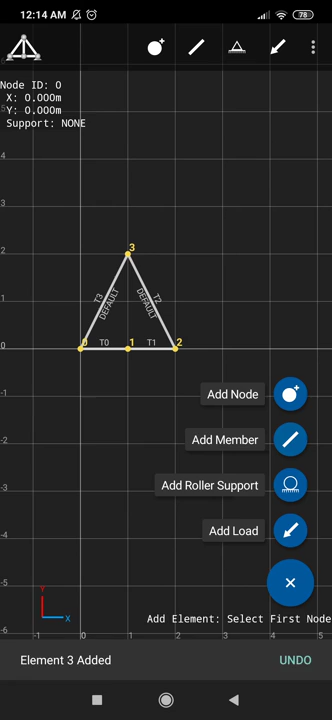 12:14 AM 78
Node ID: 0
X: 0.000m
Y: 0.000m
Support: NONE
5
4
3
2
3
T3
DEFAULT
T2
DEFAULT
1
0
0
T0
1
T1
2
-1
Add Node
-2
Add Member
-3
Add Roller Support
-4
Add Load
-5
Y
X
Add Element: Select First Node
-6
-1
0
1
2
3
4
5
Element 3 Added UNDO